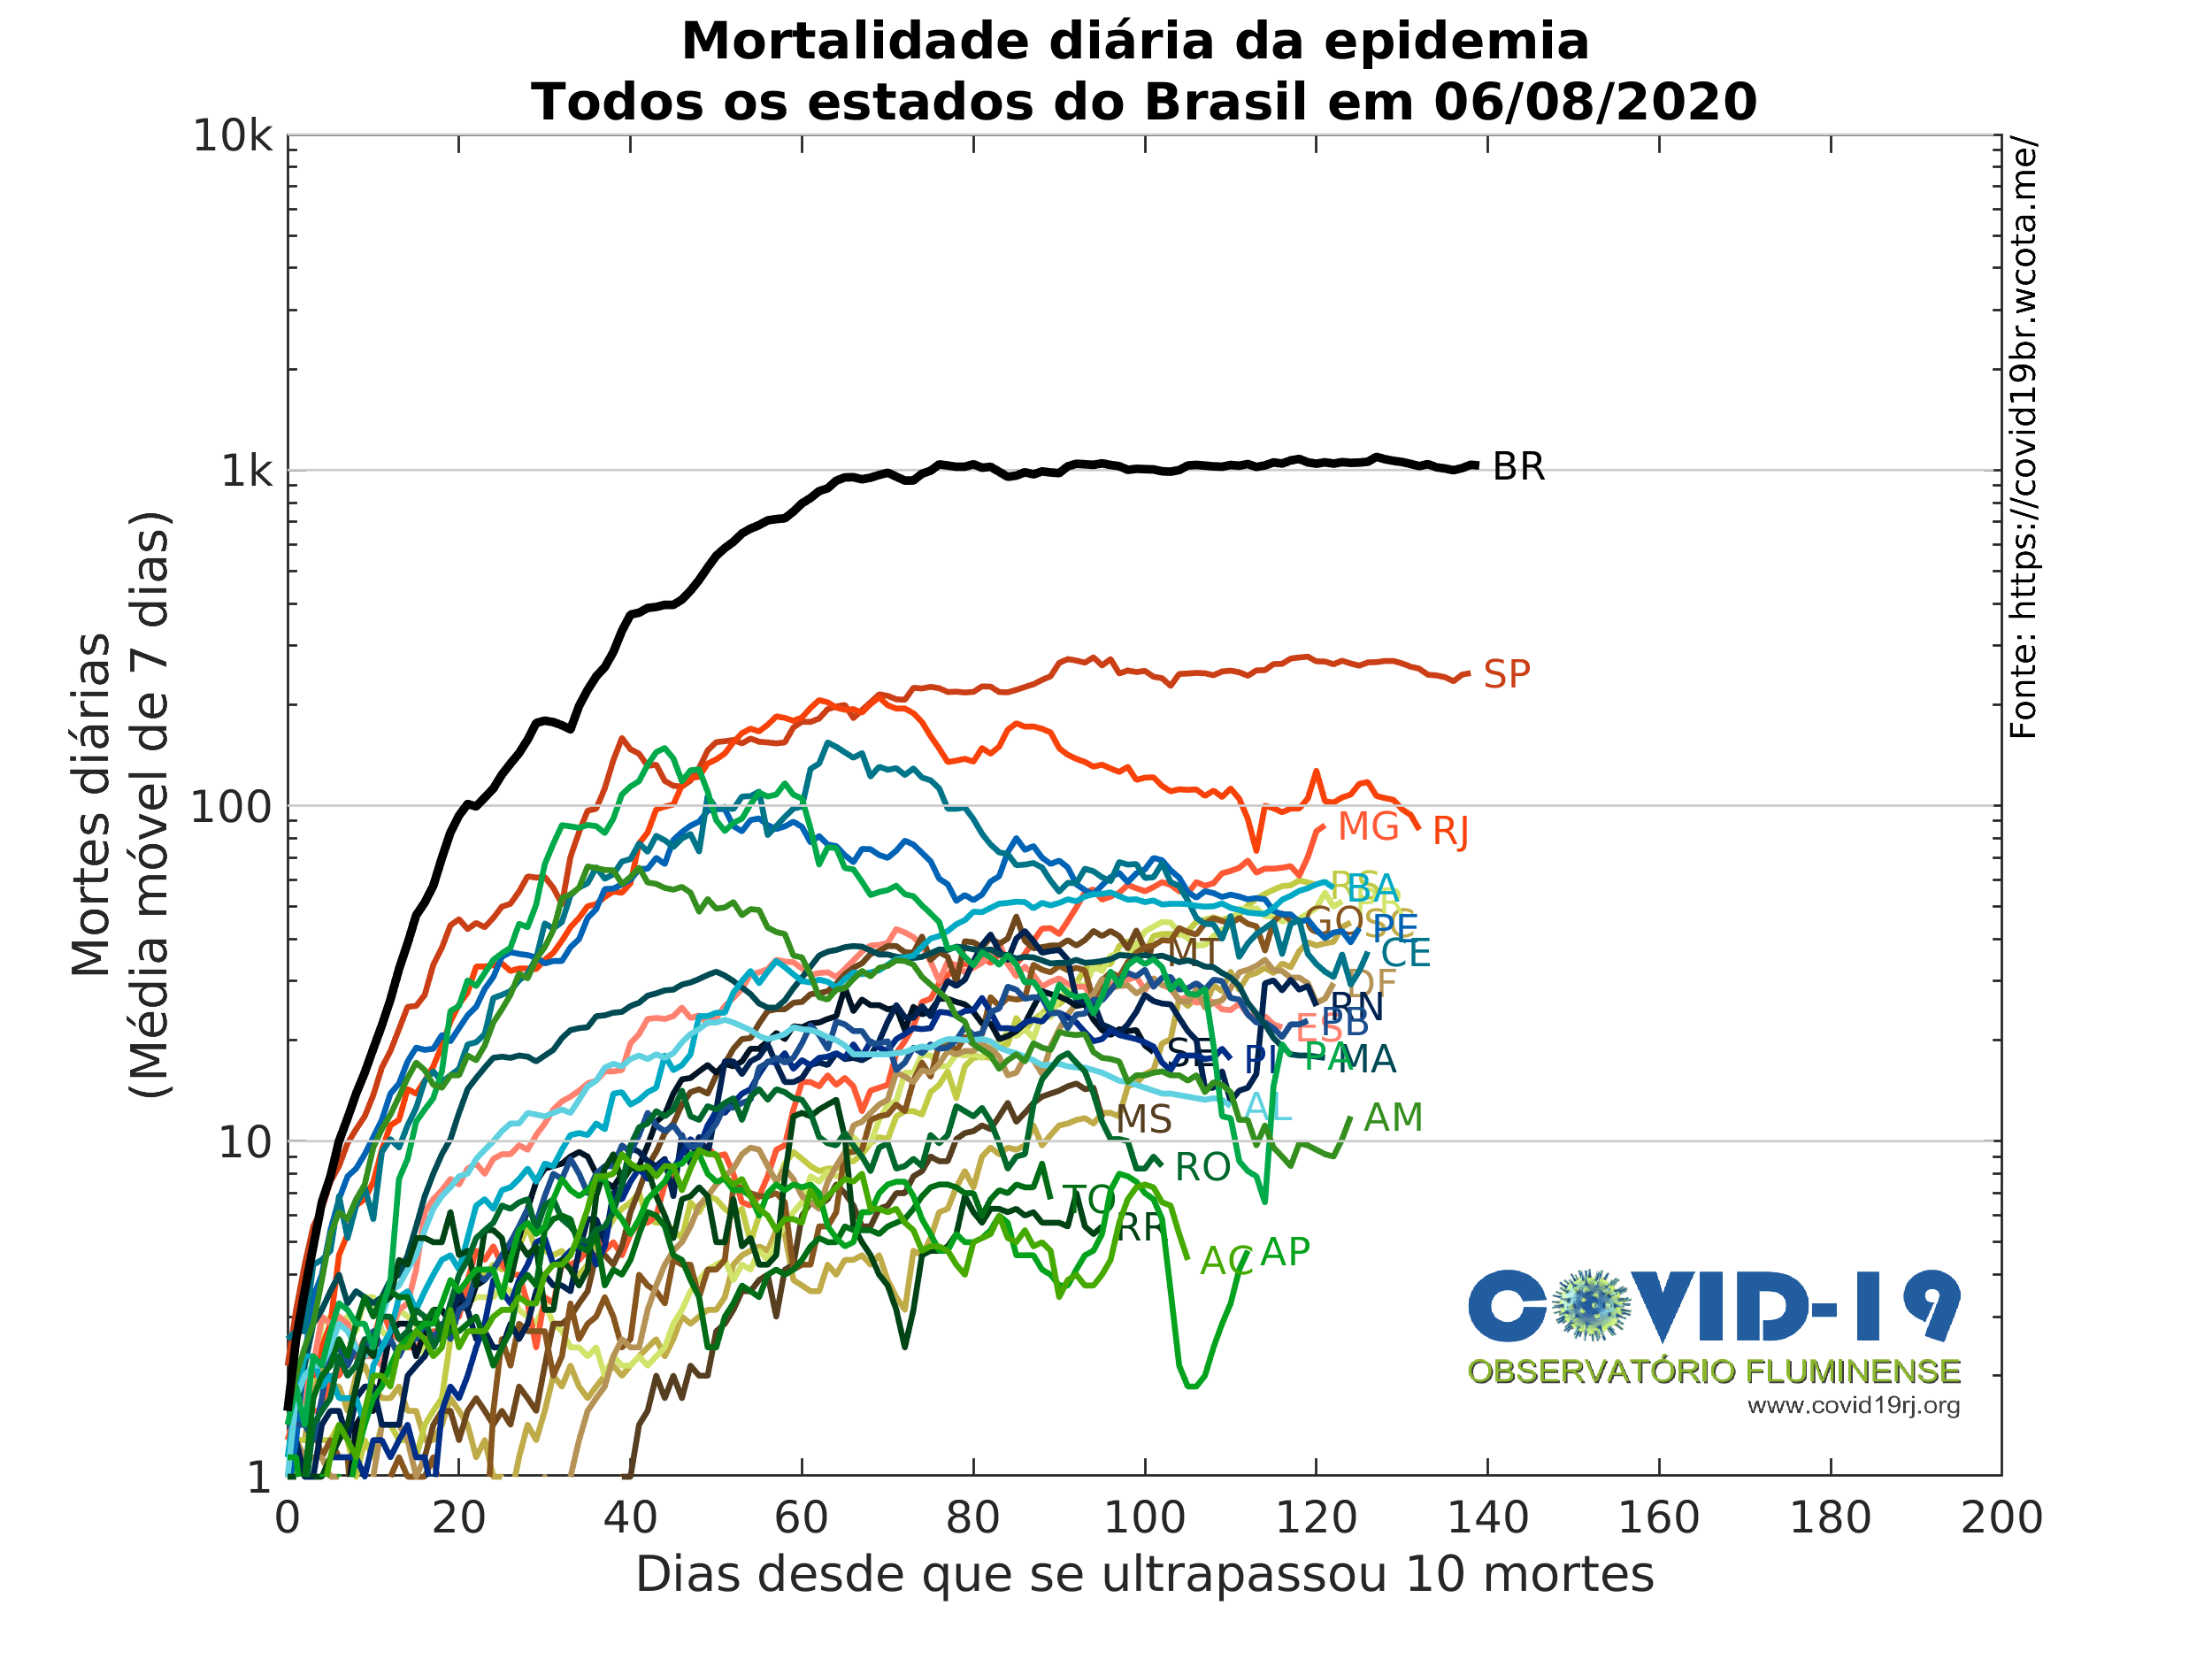 Mortalidade diária da epidemia
Todos os estados do Brasil em 06/08/2020
Mortes diárias
(Média móvel de 7 dias)
10k
1k
100
10
1
0 20 40 60 80 100 120 140 160 180 200
Dias desde que se ultrapassou 10 mortes
Fonte: https://covid19br.wcota.me/
BR
SP
MG
RJ
RS
BA
PR
GO
SC
PE
MT
CE
DF
RN
ES
PB
SE
PI
PA
MA
AL
MS
AM
RO
TO
RR
AC
AP
COVID-19
OBSERVATÓRIO FLUMINENSE
www.covid19rj.org